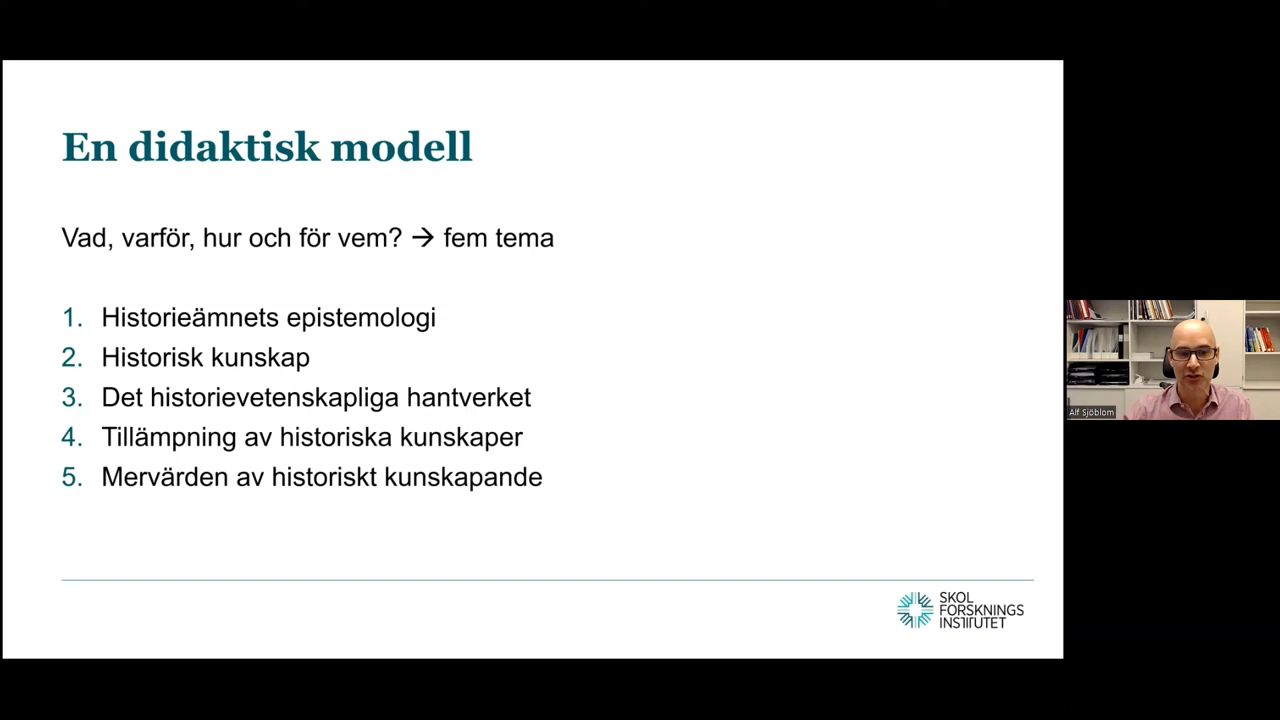 En didaktisk modell
Vad, varför, hur och för vem? → fem tema
1. Historieämnets epistemologi
2. Historisk kunskap
3. Det historievetenskapliga hantverket
4. Tillämpning av historiska kunskaper
5. Mervärden av historiskt kunskapande
SKOL
FORSKNINGS
INSTITUTET
Alf Sjöblom